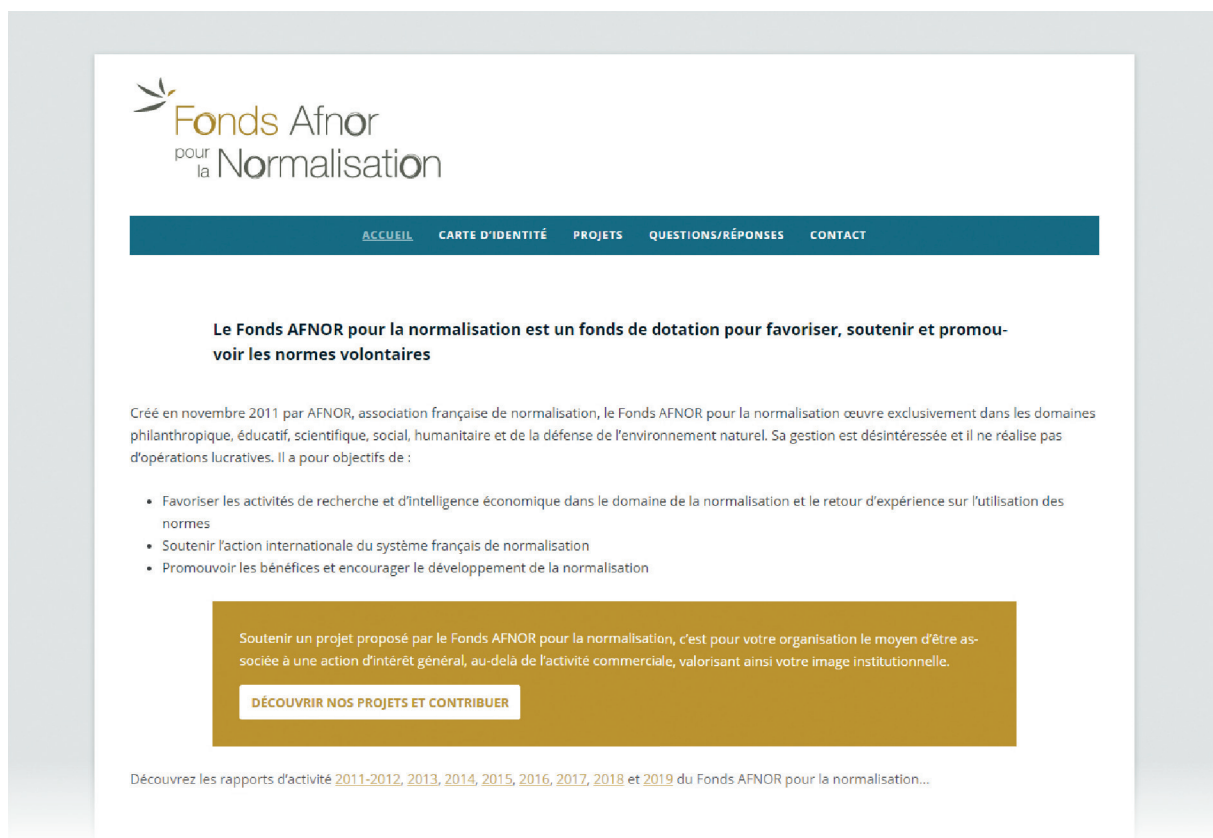 Fonds Afnor
pour la Normalisation
ACCUEIL CARTE D'IDENTITÉ PROJETS QUESTIONS/RÉPONSES CONTACT
Le Fonds AFNOR pour la normalisation est un fonds de dotation pour favoriser, soutenir et promou-
voir les normes volontaires
Créé en novembre 2011 par AFNOR, association française de normalisation, le Fonds AFNOR pour la normalisation œuvre exclusivement dans les domaines
philanthropique, éducatif, scientifique, social, humanitaire et de la défense de l'environnement naturel. Sa gestion est désintéressée et il ne réalise pas
d'opérations lucratives. Il a pour objectifs de :
• Favoriser les activités de recherche et d'intelligence économique dans le domaine de la normalisation et le retour d'expérience sur l'utilisation des
normes
• Soutenir l'action internationale du système français de normalisation
• Promouvoir les bénéfices et encourager le développement de la normalisation
Soutenir un projet proposé par le Fonds AFNOR pour la normalisation, c'est pour votre organisation le moyen d'être as-
sociée à une action d'intérêt général, au-delà de l'activité commerciale, valorisant ainsi votre image institutionnelle.
DÉCOUVRIR NOS PROJETS ET CONTRIBUER
Découvrez les rapports d'activité 2011-2012, 2013, 2014, 2015, 2016, 2017, 2018 et 2019 du Fonds AFNOR pour la normalisation...